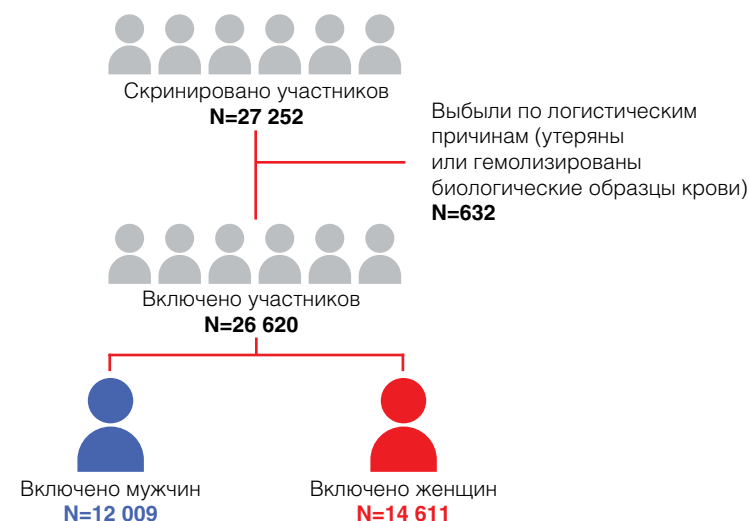 Скринировано участников
N=27 252
Выбыли по логистическим
причинам (утеряны
или гемолизированы
биологические образцы крови)
N=632
Включено участников
N=26 620
Включено мужчин
N=12 009
Включено женщин
N=14 611